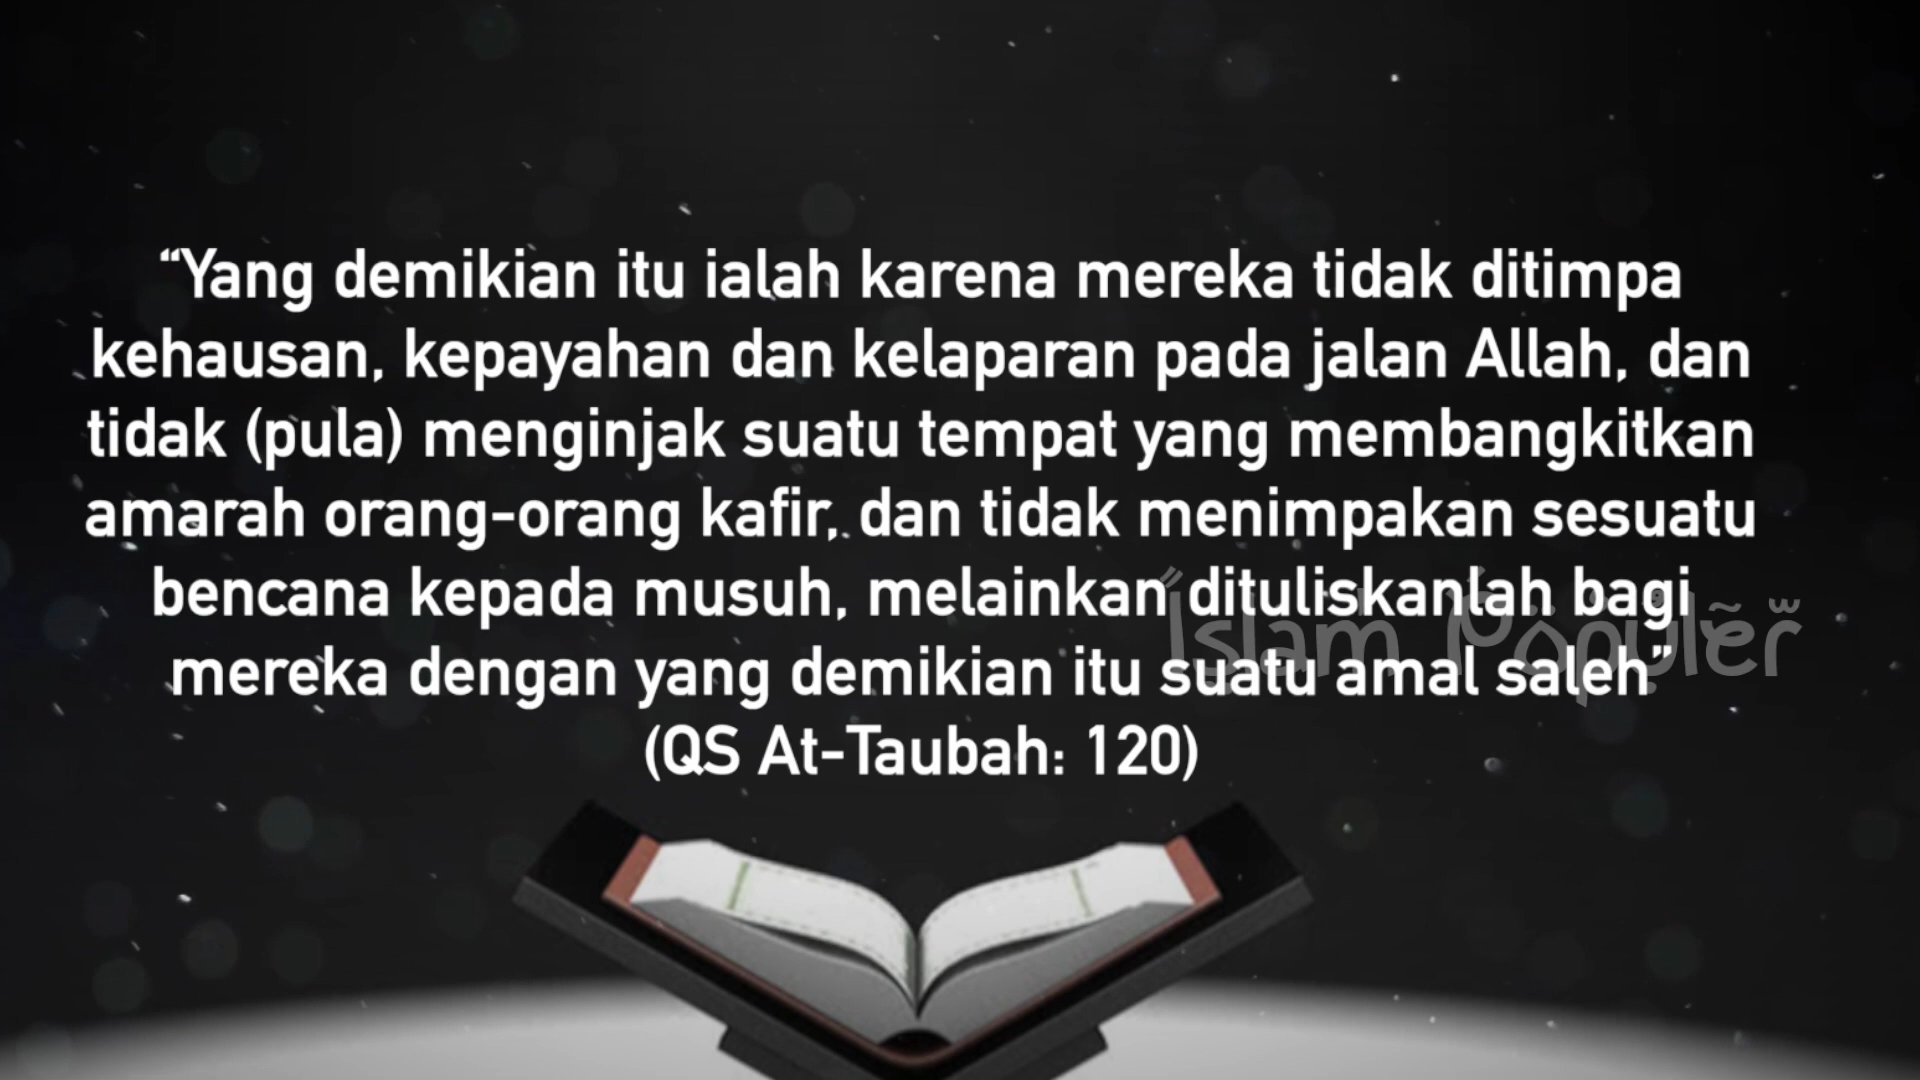 “Yang demikian itu ialah karena mereka tidak ditimpa
kehausan, kepayahan dan kelaparan pada jalan Allah, dan
tidak (pula) menginjak suatu tempat yang membangkitkan
amarah orang-orang kafir, dan tidak menimpakan sesuatu
bencana kepada musuh, melainkan dituliskanlah bagi
mereka dengan yang demikian itu suatu amal saleh”
(QS At-Taubah: 120)
Islam Populer